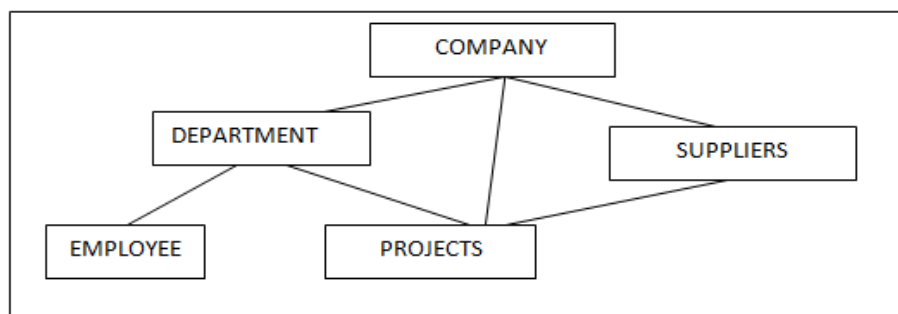 COMPANY
DEPARTMENT
SUPPLIERS
EMPLOYEE
PROJECTS